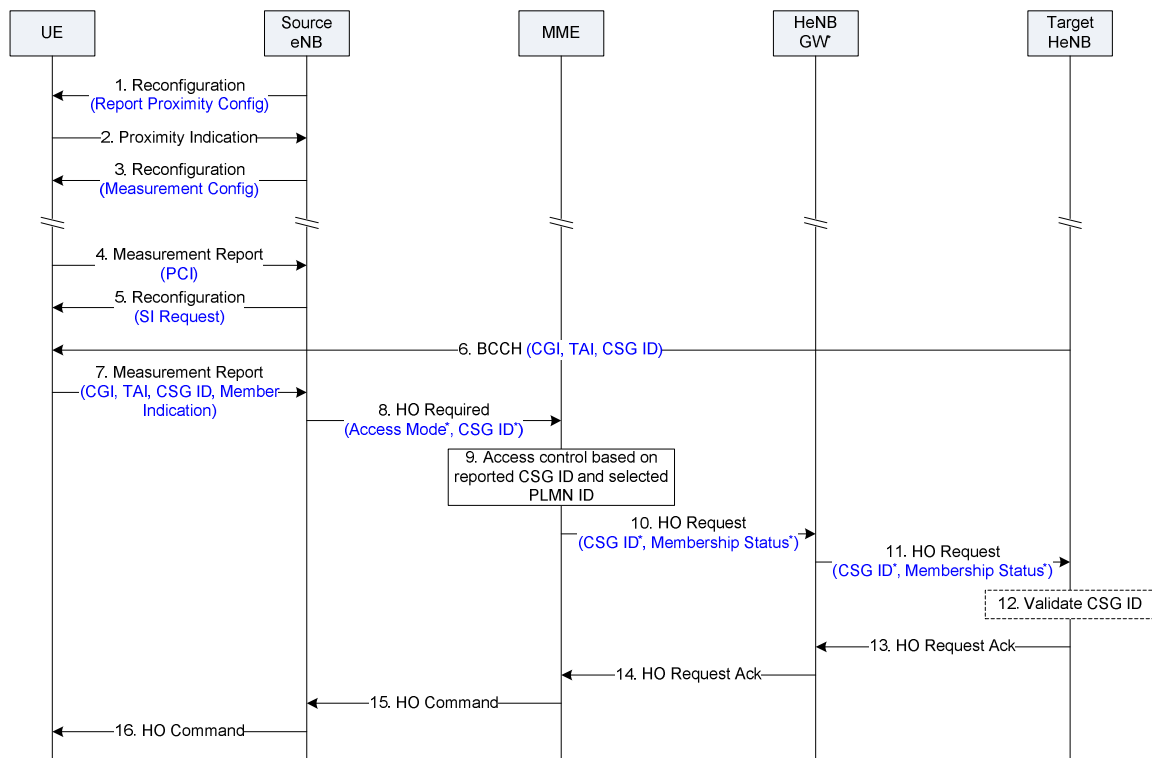 UE
Source
eNB
MME
HeNB
GW*
Target
HeNB
1. Reconfiguration
(Report Proximity Config)
2. Proximity Indication
3. Reconfiguration
(Measurement Config)
4. Measurement Report
(PCI)
5. Reconfiguration
(SI Request)
6. BCCH (CGI, TAI, CSG ID)
7. Measurement Report
(CGI, TAI, CSG ID, Member
Indication)
8. HO Required
(Access Mode*, CSG ID*)
9. Access control based on
reported CSG ID and selected
PLMN ID
10. HO Request
(CSG ID*, Membership Status*)
11. HO Request
(CSG ID*, Membership Status*)
12. Validate CSG ID
13. HO Request Ack
14. HO Request Ack
15. HO Command
16. HO Command